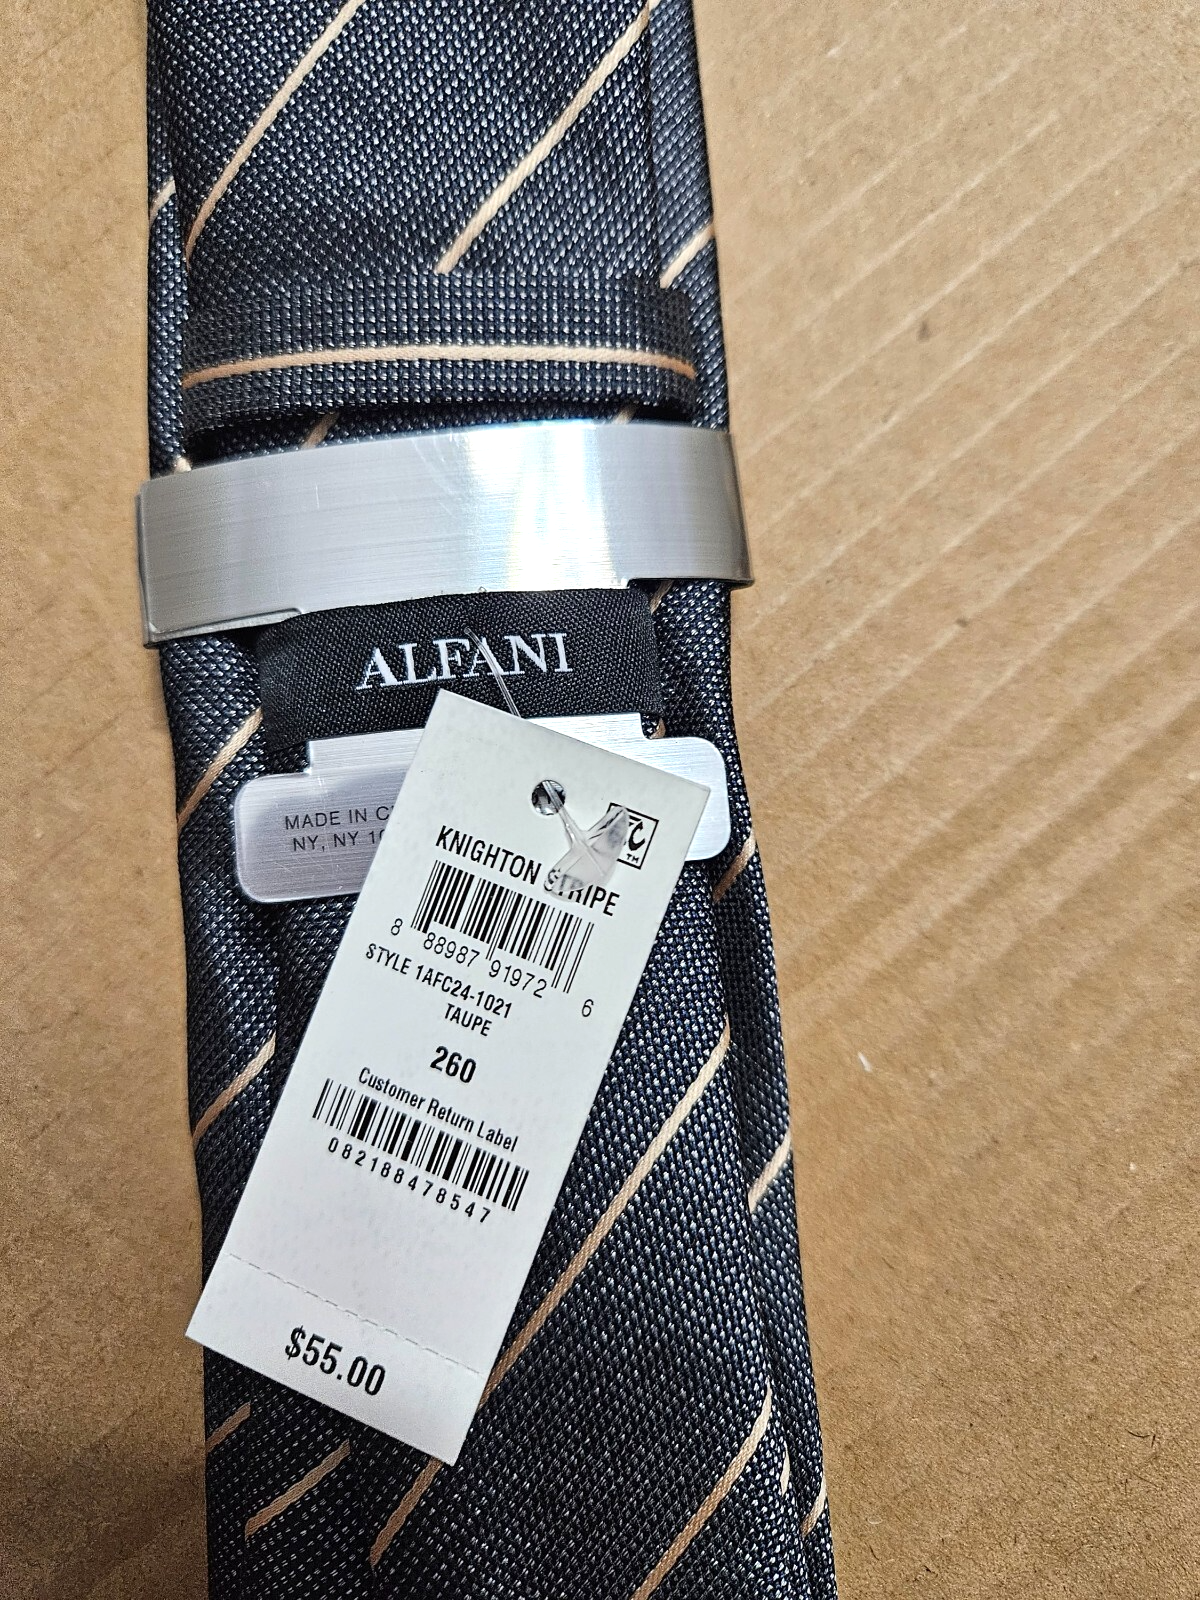 ALFANI
MADE IN
NY, NY
KNIGHTON STRIPE
8 88987 91972 6
STYLE 1AFC24-1021
TAUPE
260
Customer Return Label
082188478547
$55.00